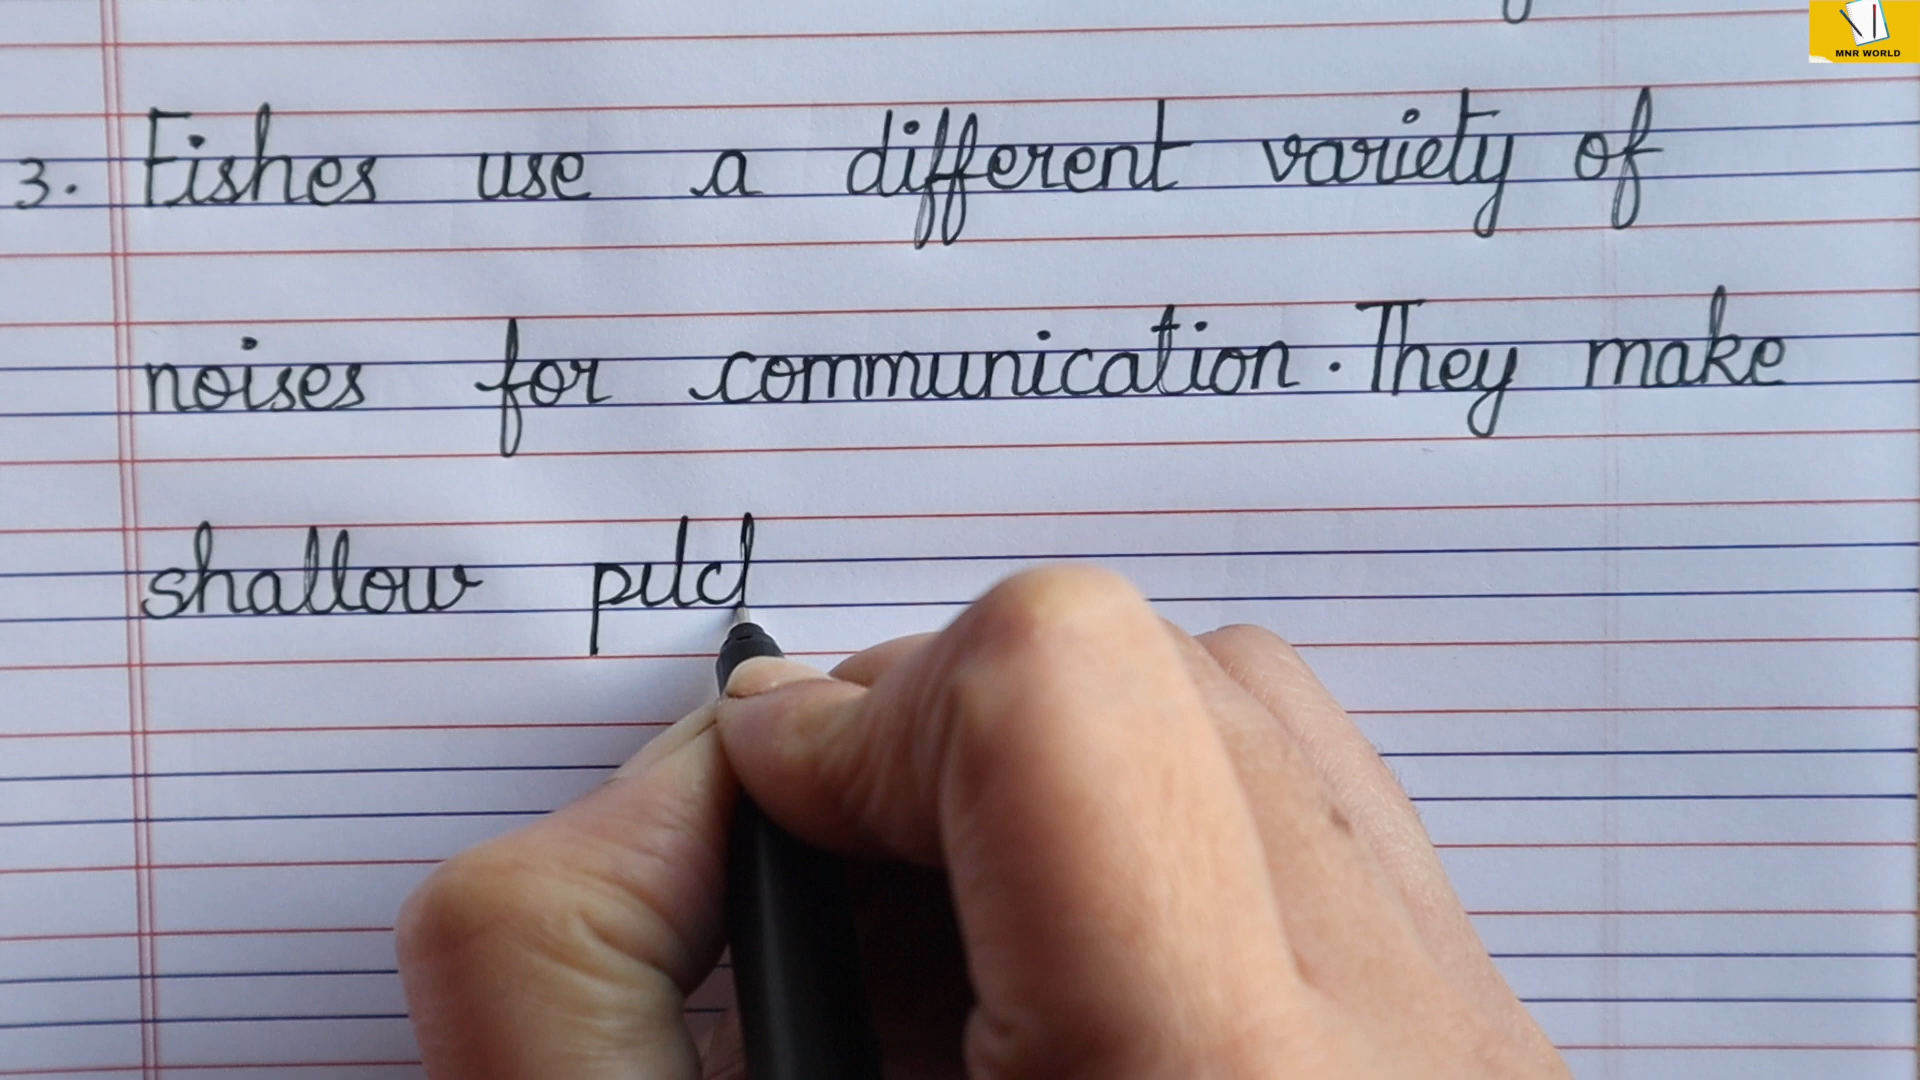 MNR WORLD
3. Fishes use a different variety of
noises for communication. They make
shallow